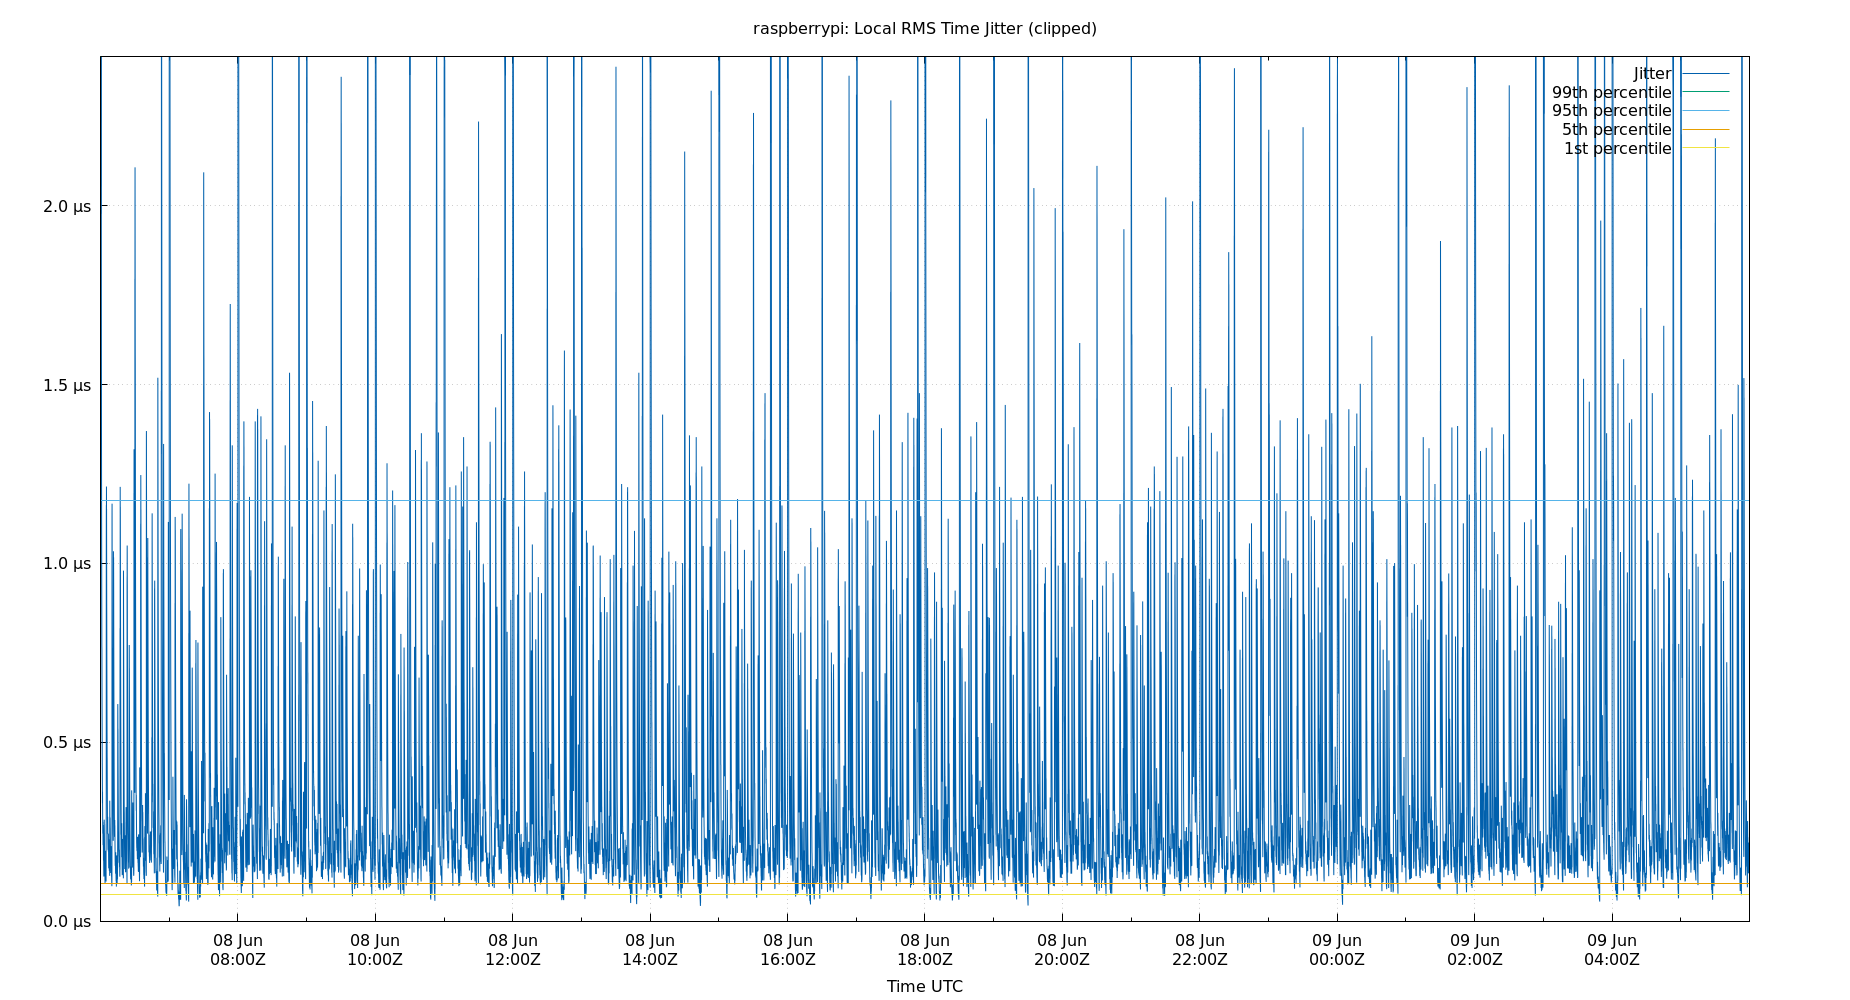 raspberrypi: Local RMS Time Jitter (clipped)
Jitter
99th percentile
95th percentile
5th percentile
1st percentile
2.0 μs
1.5 μs
1.0 μs
0.5 μs
0.0 μs
08 Jun 08 Jun 08 Jun 08 Jun 08 Jun 08 Jun 08 Jun 08 Jun 09 Jun 09 Jun 09 Jun
08:00Z 10:00Z 12:00Z 14:00Z 16:00Z 18:00Z 20:00Z 22:00Z 00:00Z 02:00Z 04:00Z
Time UTC